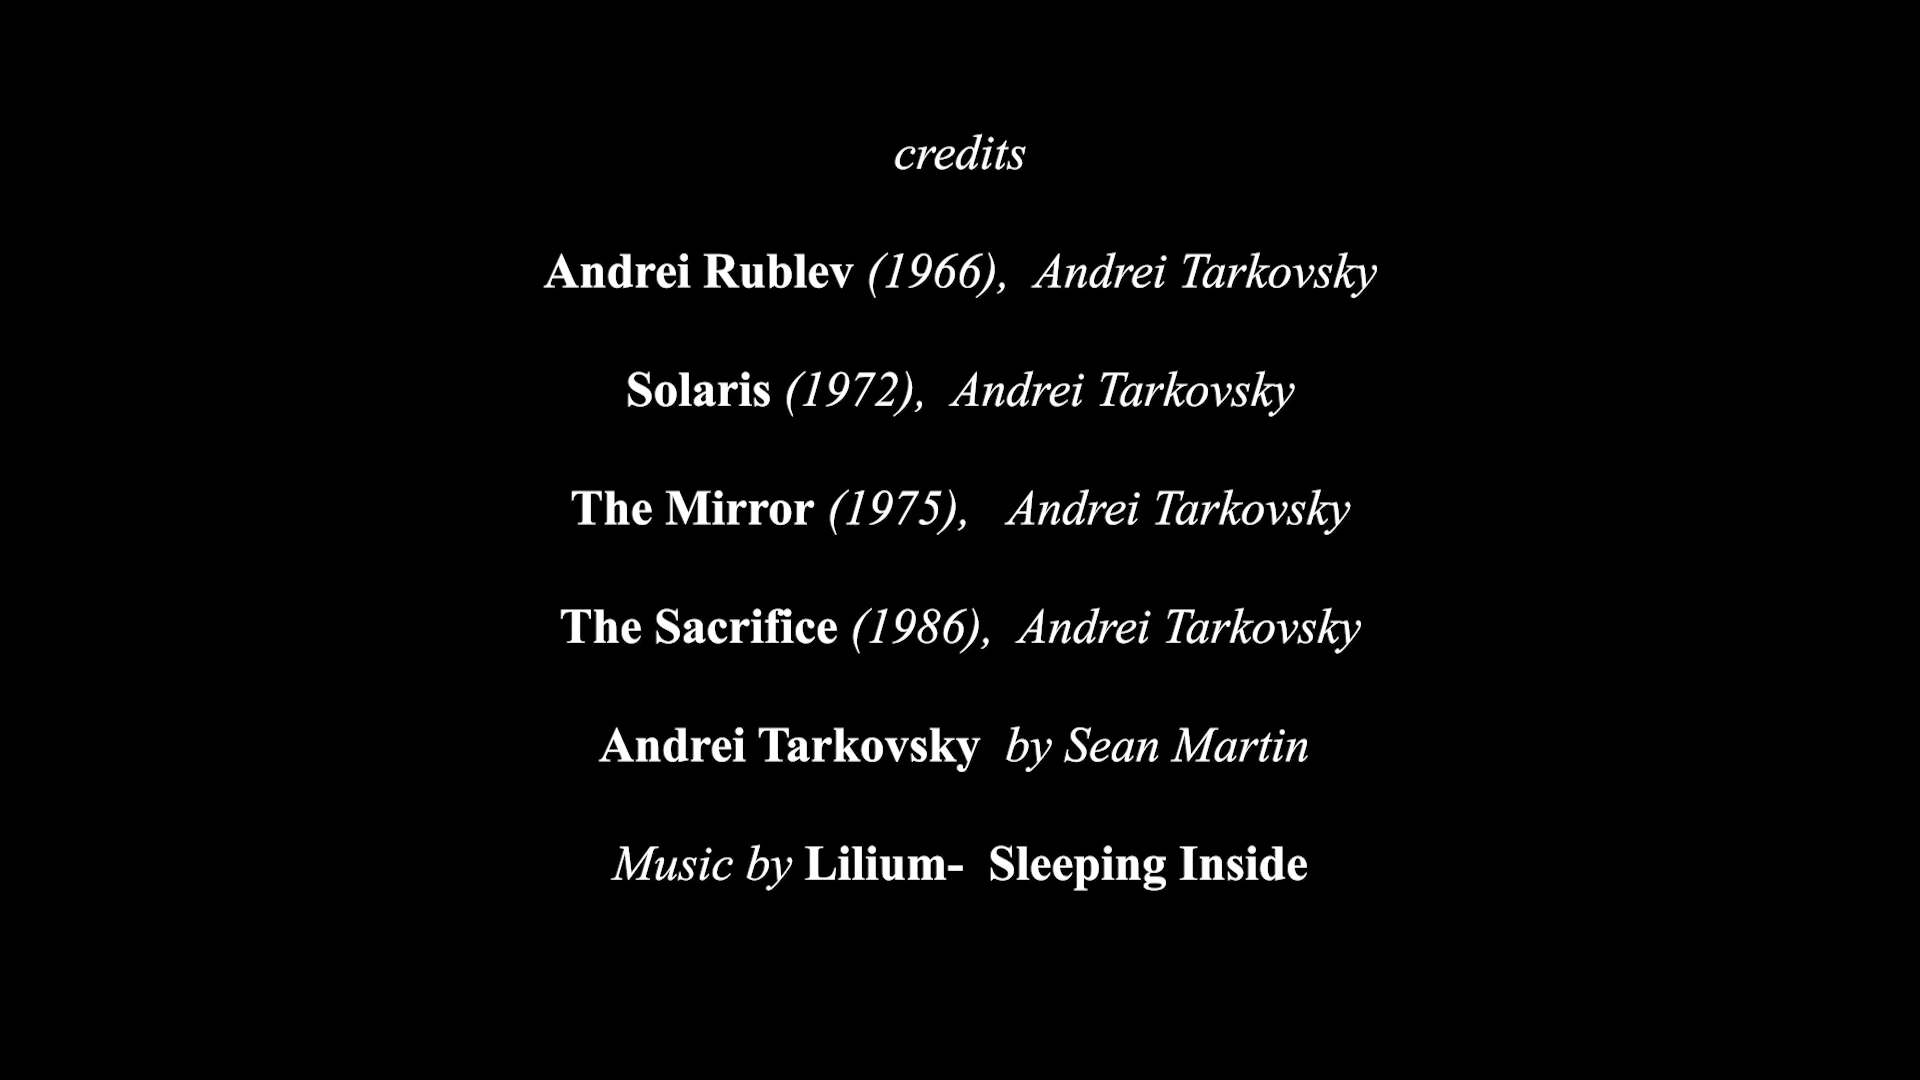 credits
Andrei Rublev (1966), Andrei Tarkovsky
Solaris (1972), Andrei Tarkovsky
The Mirror (1975), Andrei Tarkovsky
The Sacrifice (1986), Andrei Tarkovsky
Andrei Tarkovsky by Sean Martin
Music by Lilium- Sleeping Inside